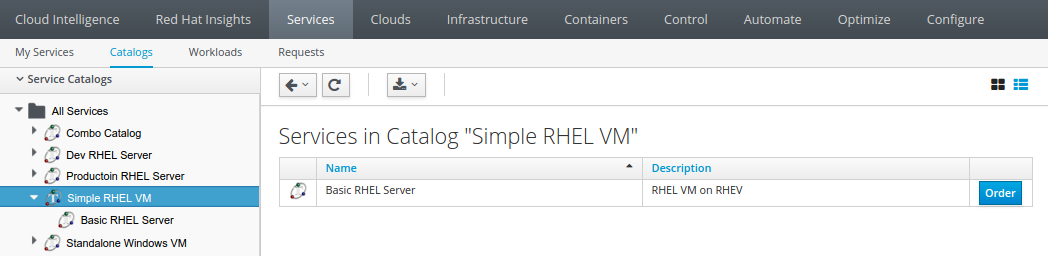 Cloud Intelligence Red Hat Insights Services Clouds Infrastructure Containers Control Automate Optimize Configure
My Services Catalogs Workloads Requests
Service Catalogs
All Services
Combo Catalog
Dev RHEL Server
Productoin RHEL Server
Simple RHEL VM
Basic RHEL Server
Standalone Windows VM
Services in Catalog "Simple RHEL VM"
Name Description
Basic RHEL Server RHEL VM on RHEV Order